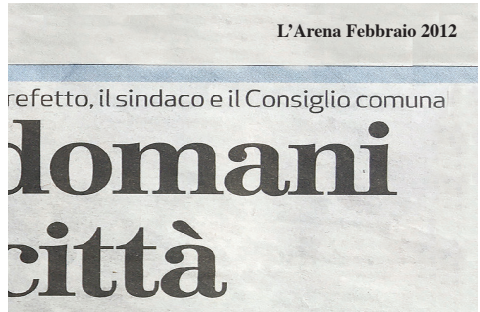 L'Arena Febbraio 2012
refetto, il sindaco e il Consiglio comuna
domani
città